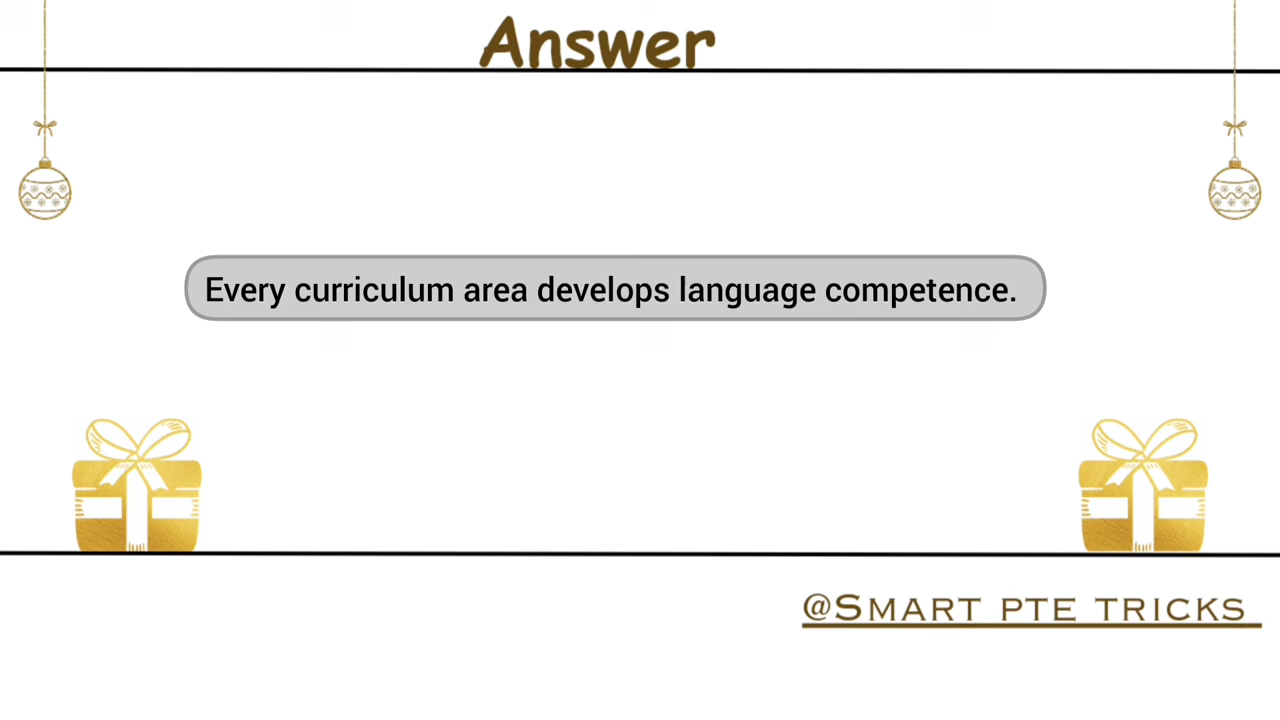 Answer
Every curriculum area develops language competence.
@SMART PTE TRICKS